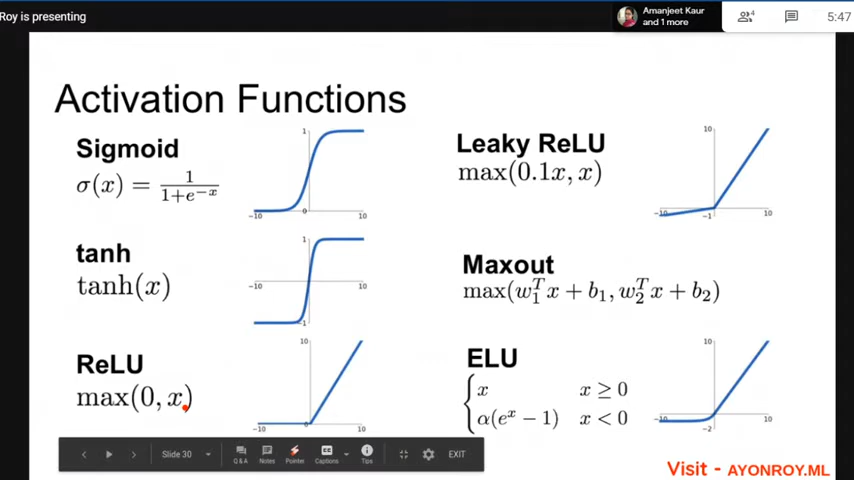 Roy is presenting
Amanjeet Kaur
and 1 more
4
5:47
Activation Functions
Sigmoid
σ(x) = 1/(1+e^−x)
1
0
-10
10
tanh
tanh(x)
1
-10
10
-1
ReLU
max(0, x)
10
-10
0
10
Leaky ReLU
max(0.1x, x)
10
-10
-1
10
Maxout
max(w₁ᵀx + b₁, w₂ᵀx + b₂)
ELU
x x ≥ 0
α(eˣ − 1) x < 0
10
-10
-2
10
Slide 30
Q & A
Notes
Pointer
Captions
Tips
EXIT
Visit - AYONROY.ML